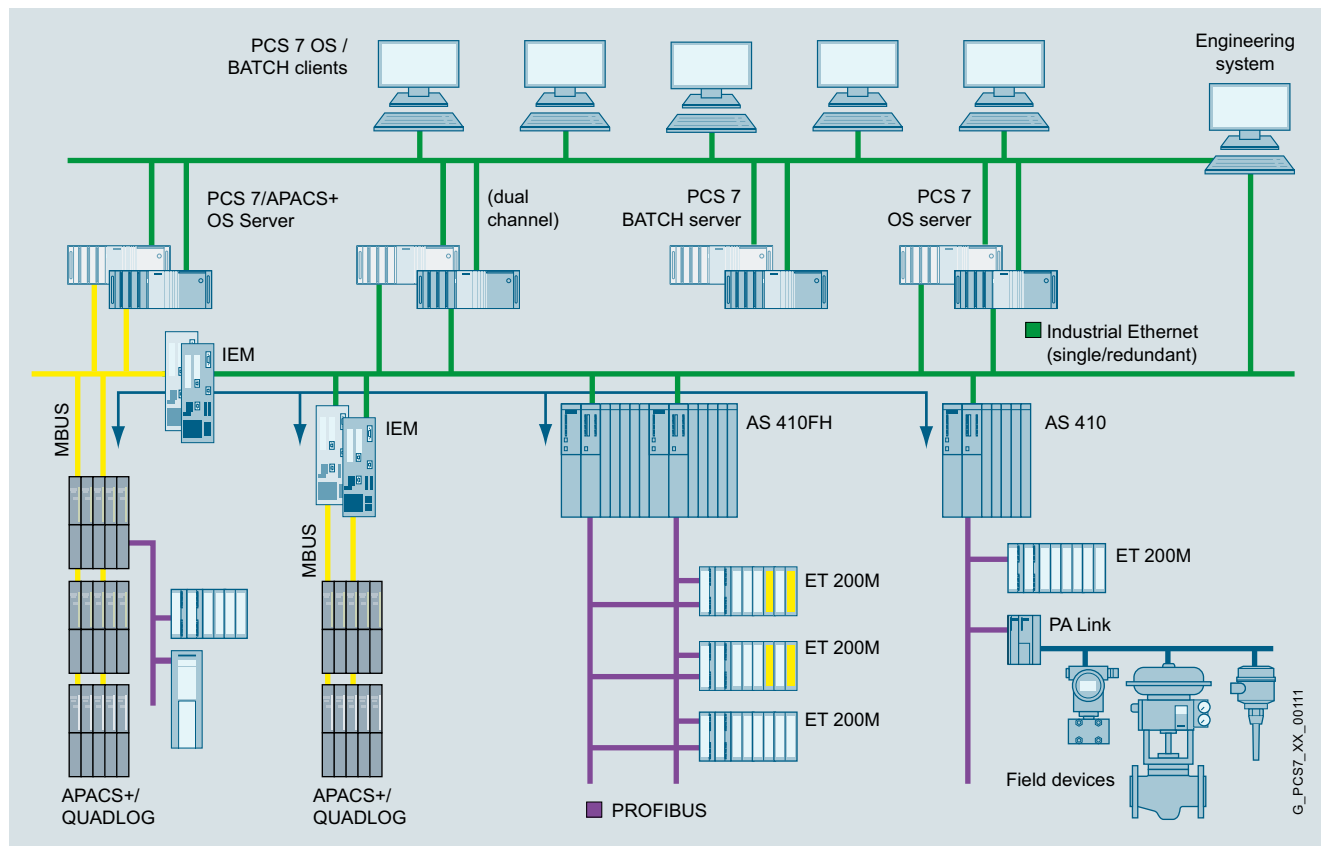 PCS 7 OS /
BATCH clients
Engineering
system
PCS 7/APACS+
OS Server
(dual
channel)
PCS 7
BATCH server
PCS 7
OS server
Industrial Ethernet
(single/redundant)
IEM
MBUS
IEM
AS 410FH
AS 410
MBUS
ET 200M
ET 200M
PA Link
ET 200M
ET 200M
Field devices
APACS+/
QUADLOG
APACS+/
QUADLOG
PROFIBUS
G_PCS7_XX_00111